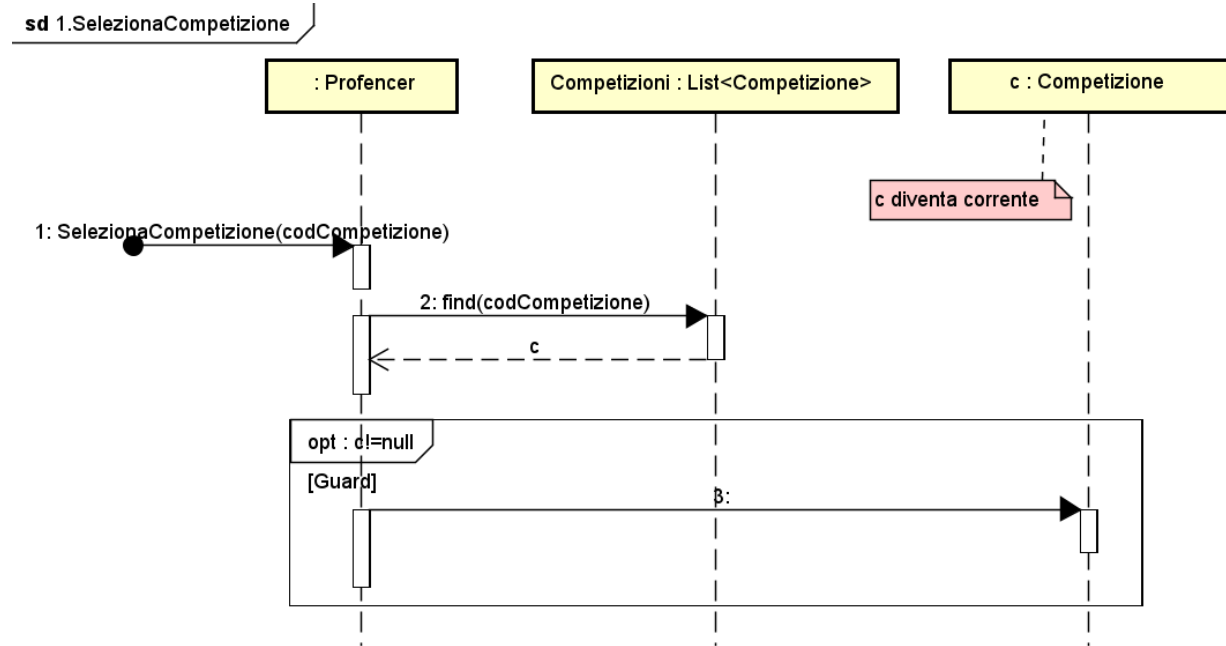 sd 1.SelezionaCompetizione
: Profencer
Competizioni : List<Competizione>
c : Competizione
c diventa corrente
1: SelezionaCompetizione(codCompetizione)
2: find(codCompetizione)
c
opt : c!=null
[Guard]
3: